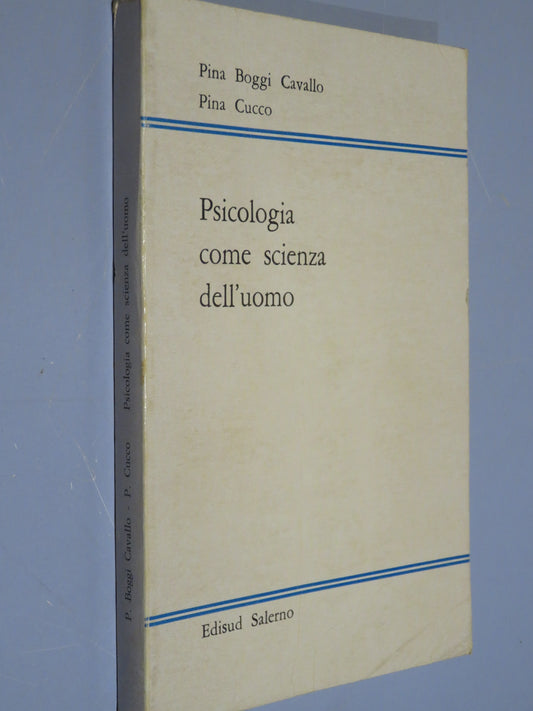 Pina Boggi Cavallo
Pina Cucco
Psicologia
come scienza
dell'uomo
Edisud Salerno
P. Boggi Cavallo - P. Cucco Psicologia come scienza dell'uomo